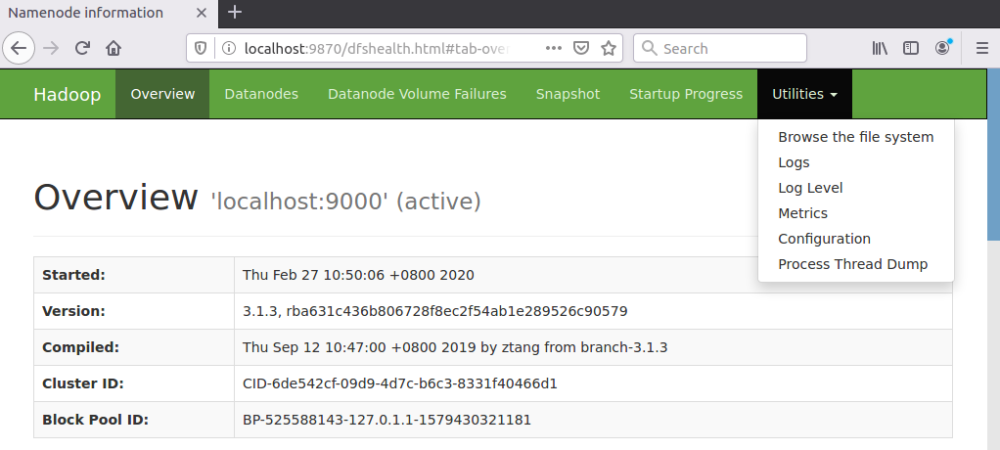 Namenode information
localhost:9870/dfshealth.html#tab-ove
Search
Hadoop Overview Datanodes Datanode Volume Failures Snapshot Startup Progress Utilities
Browse the file system
Logs
Log Level
Metrics
Configuration
Process Thread Dump
Overview 'localhost:9000' (active)
Started: Thu Feb 27 10:50:06 +0800 2020
Version: 3.1.3, rba631c436b806728f8ec2f54ab1e289526c90579
Compiled: Thu Sep 12 10:47:00 +0800 2019 by ztang from branch-3.1.3
Cluster ID: CID-6de542cf-09d9-4d7c-b6c3-8331f40466d1
Block Pool ID: BP-525588143-127.0.1.1-1579430321181